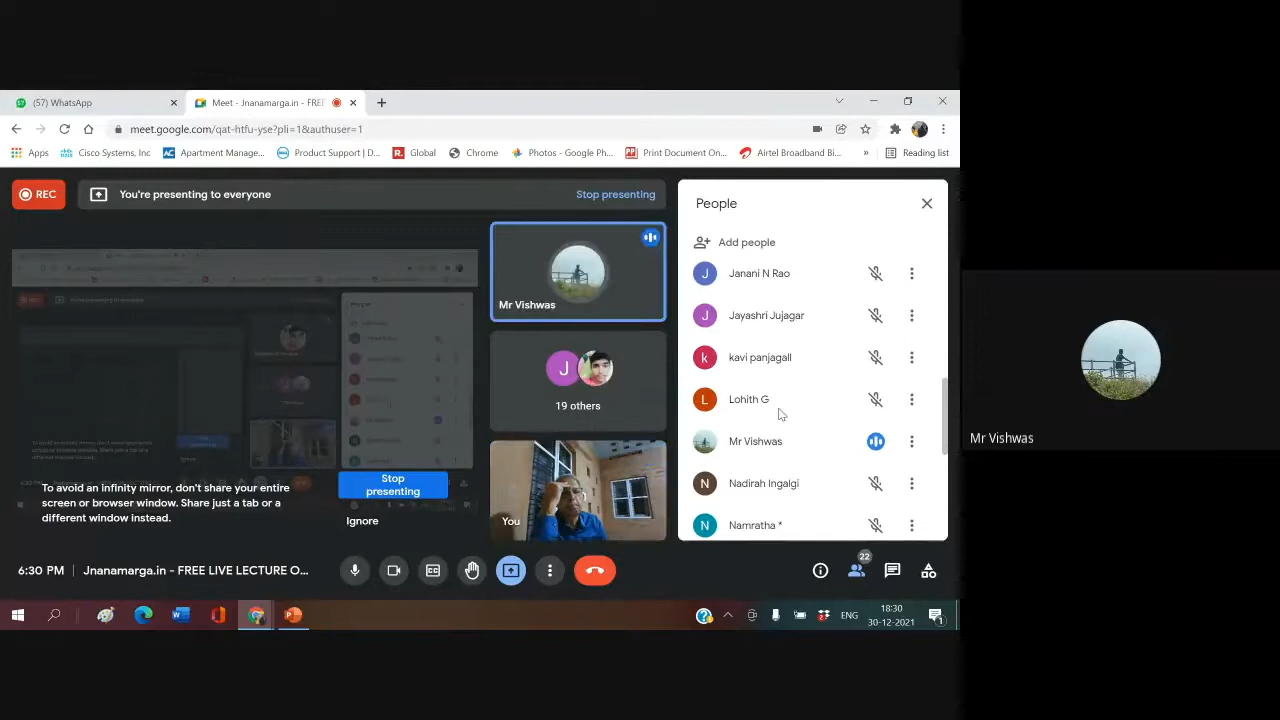 (57) WhatsApp
Meet - Jnanamarga.in - FREE
meet.google.com/qat-htfu-yse?pli=1&authuser=1
Apps
Cisco Systems, Inc
Apartment Manage...
Product Support | D...
Global
Chrome
Photos - Google Ph...
Print Document On...
Airtel Broadband Bi...
»
Reading list
REC
You're presenting to everyone
Stop presenting
People
Add people
Janani N Rao
Jayashri Jujagar
kavi panjagall
Lohith G
Mr Vishwas
Nadirah Ingalgi
Namratha *
Mr Vishwas
J
19 others
You
To avoid an infinity mirror, don't share your entire
screen or browser window. Share just a tab or a
different window instead.
Stop
presenting
Ignore
J
J
k
L
N
N
6:30 PM
Jnanamarga.in - FREE LIVE LECTURE O...
22
ENG
18:30
30-12-2021
Mr Vishwas